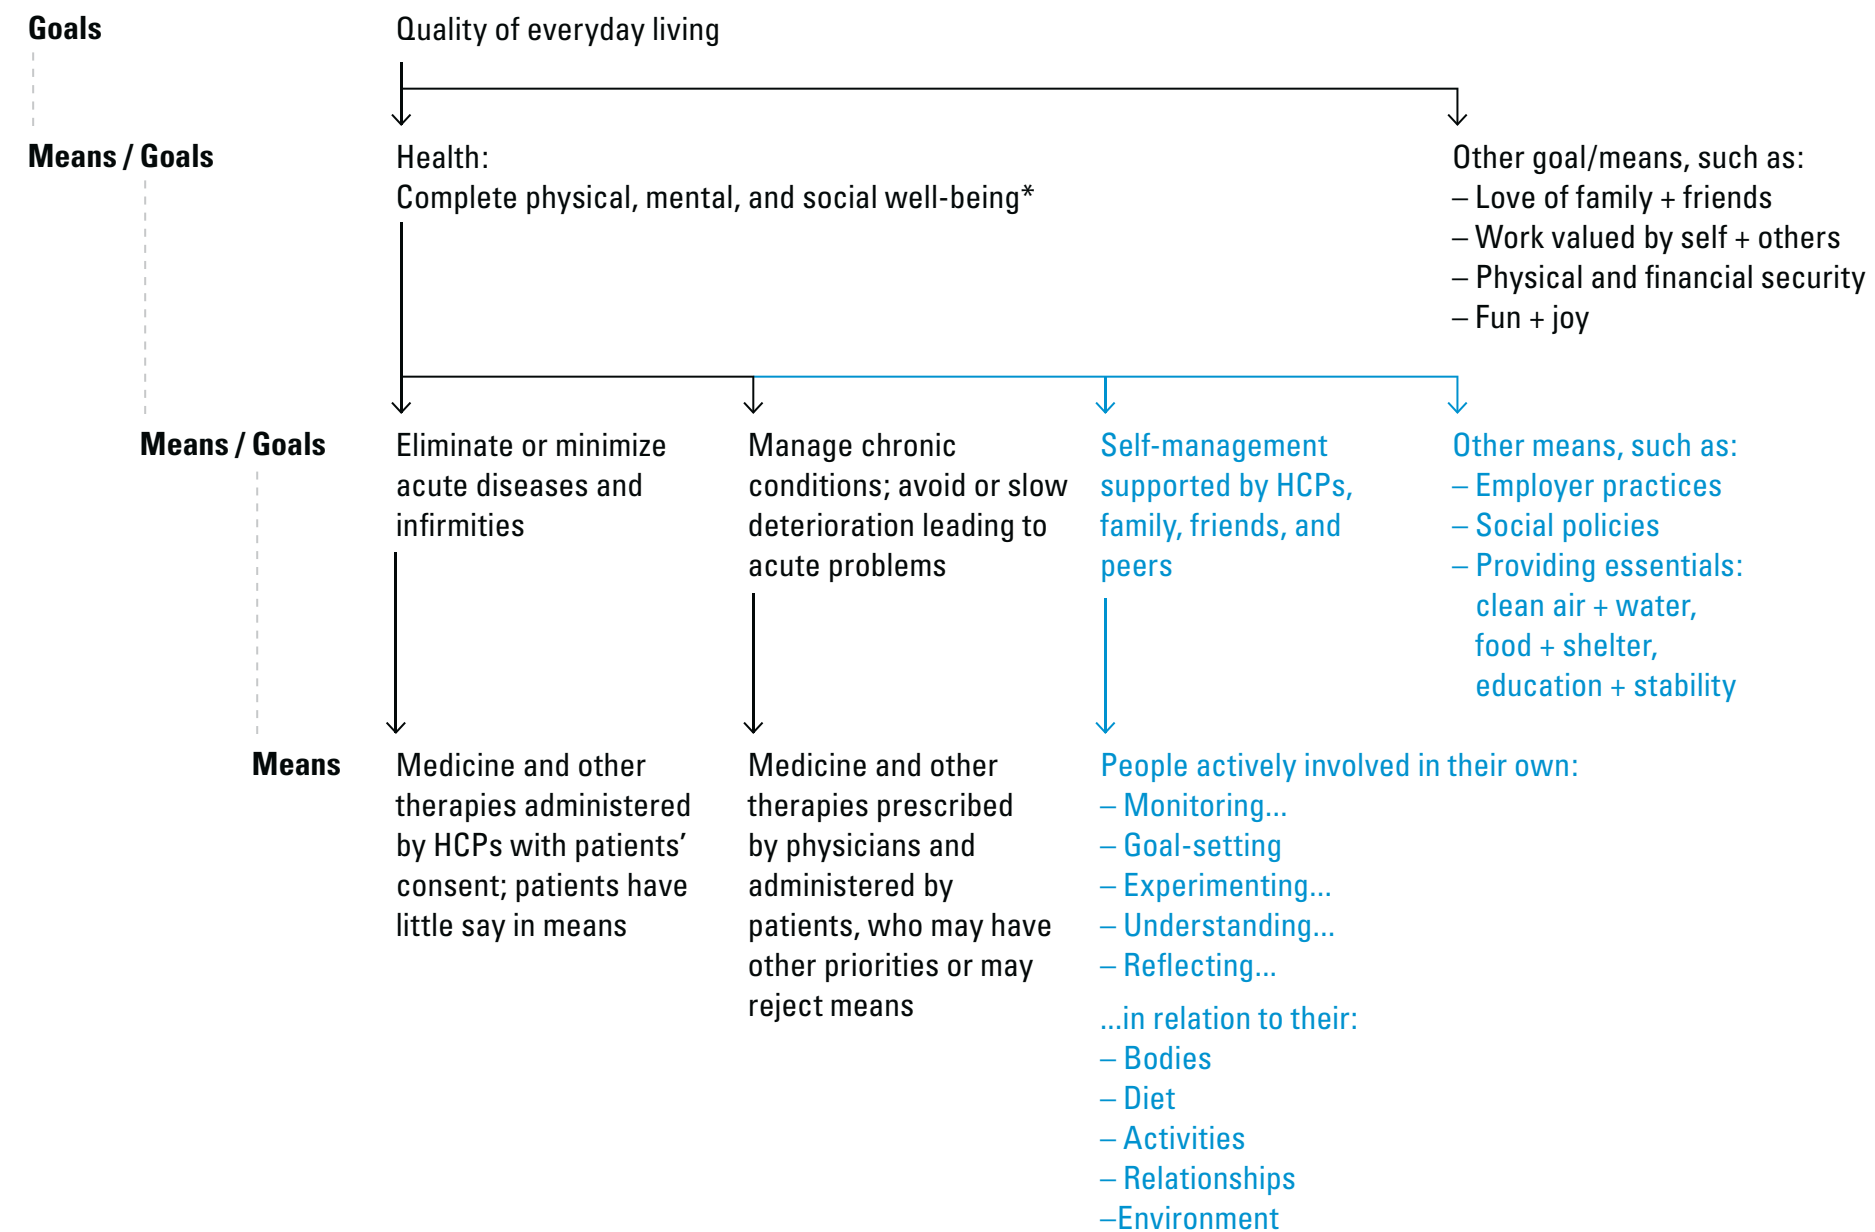 Goals
Quality of everyday living
Means / Goals
Health:
Complete physical, mental, and social well-being*
Other goal/means, such as:
– Love of family + friends
– Work valued by self + others
– Physical and financial security
– Fun + joy
Means / Goals
Eliminate or minimize
acute diseases and
infirmities
Manage chronic
conditions; avoid or slow
deterioration leading to
acute problems
Self-management
supported by HCPs,
family, friends, and
peers
Other means, such as:
– Employer practices
– Social policies
– Providing essentials:
clean air + water,
food + shelter,
education + stability
Means
Medicine and other
therapies administered
by HCPs with patients’
consent; patients have
little say in means
Medicine and other
therapies prescribed
by physicians and
administered by
patients, who may have
other priorities or may
reject means
People actively involved in their own:
– Monitoring...
– Goal-setting
– Experimenting...
– Understanding...
– Reflecting...
...in relation to their:
– Bodies
– Diet
– Activities
– Relationships
–Environment